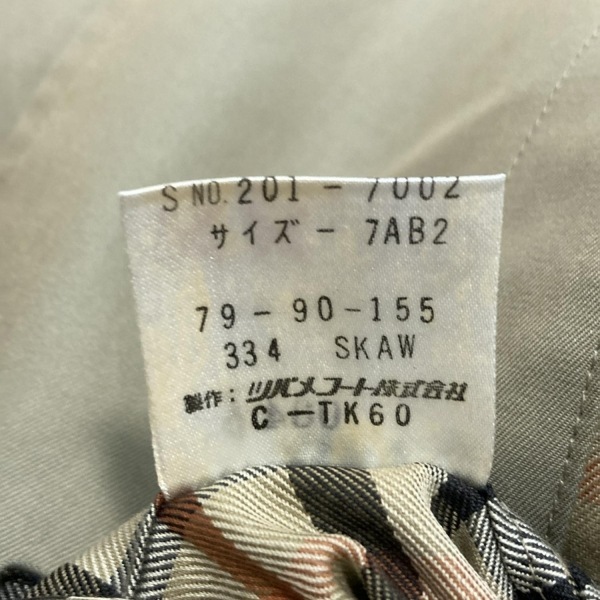 S NO. 201 - 7002
サイズ - 7AB2
79 - 90 - 155
334 SKAW
製作：ツバメコート株式会社
C-TK60